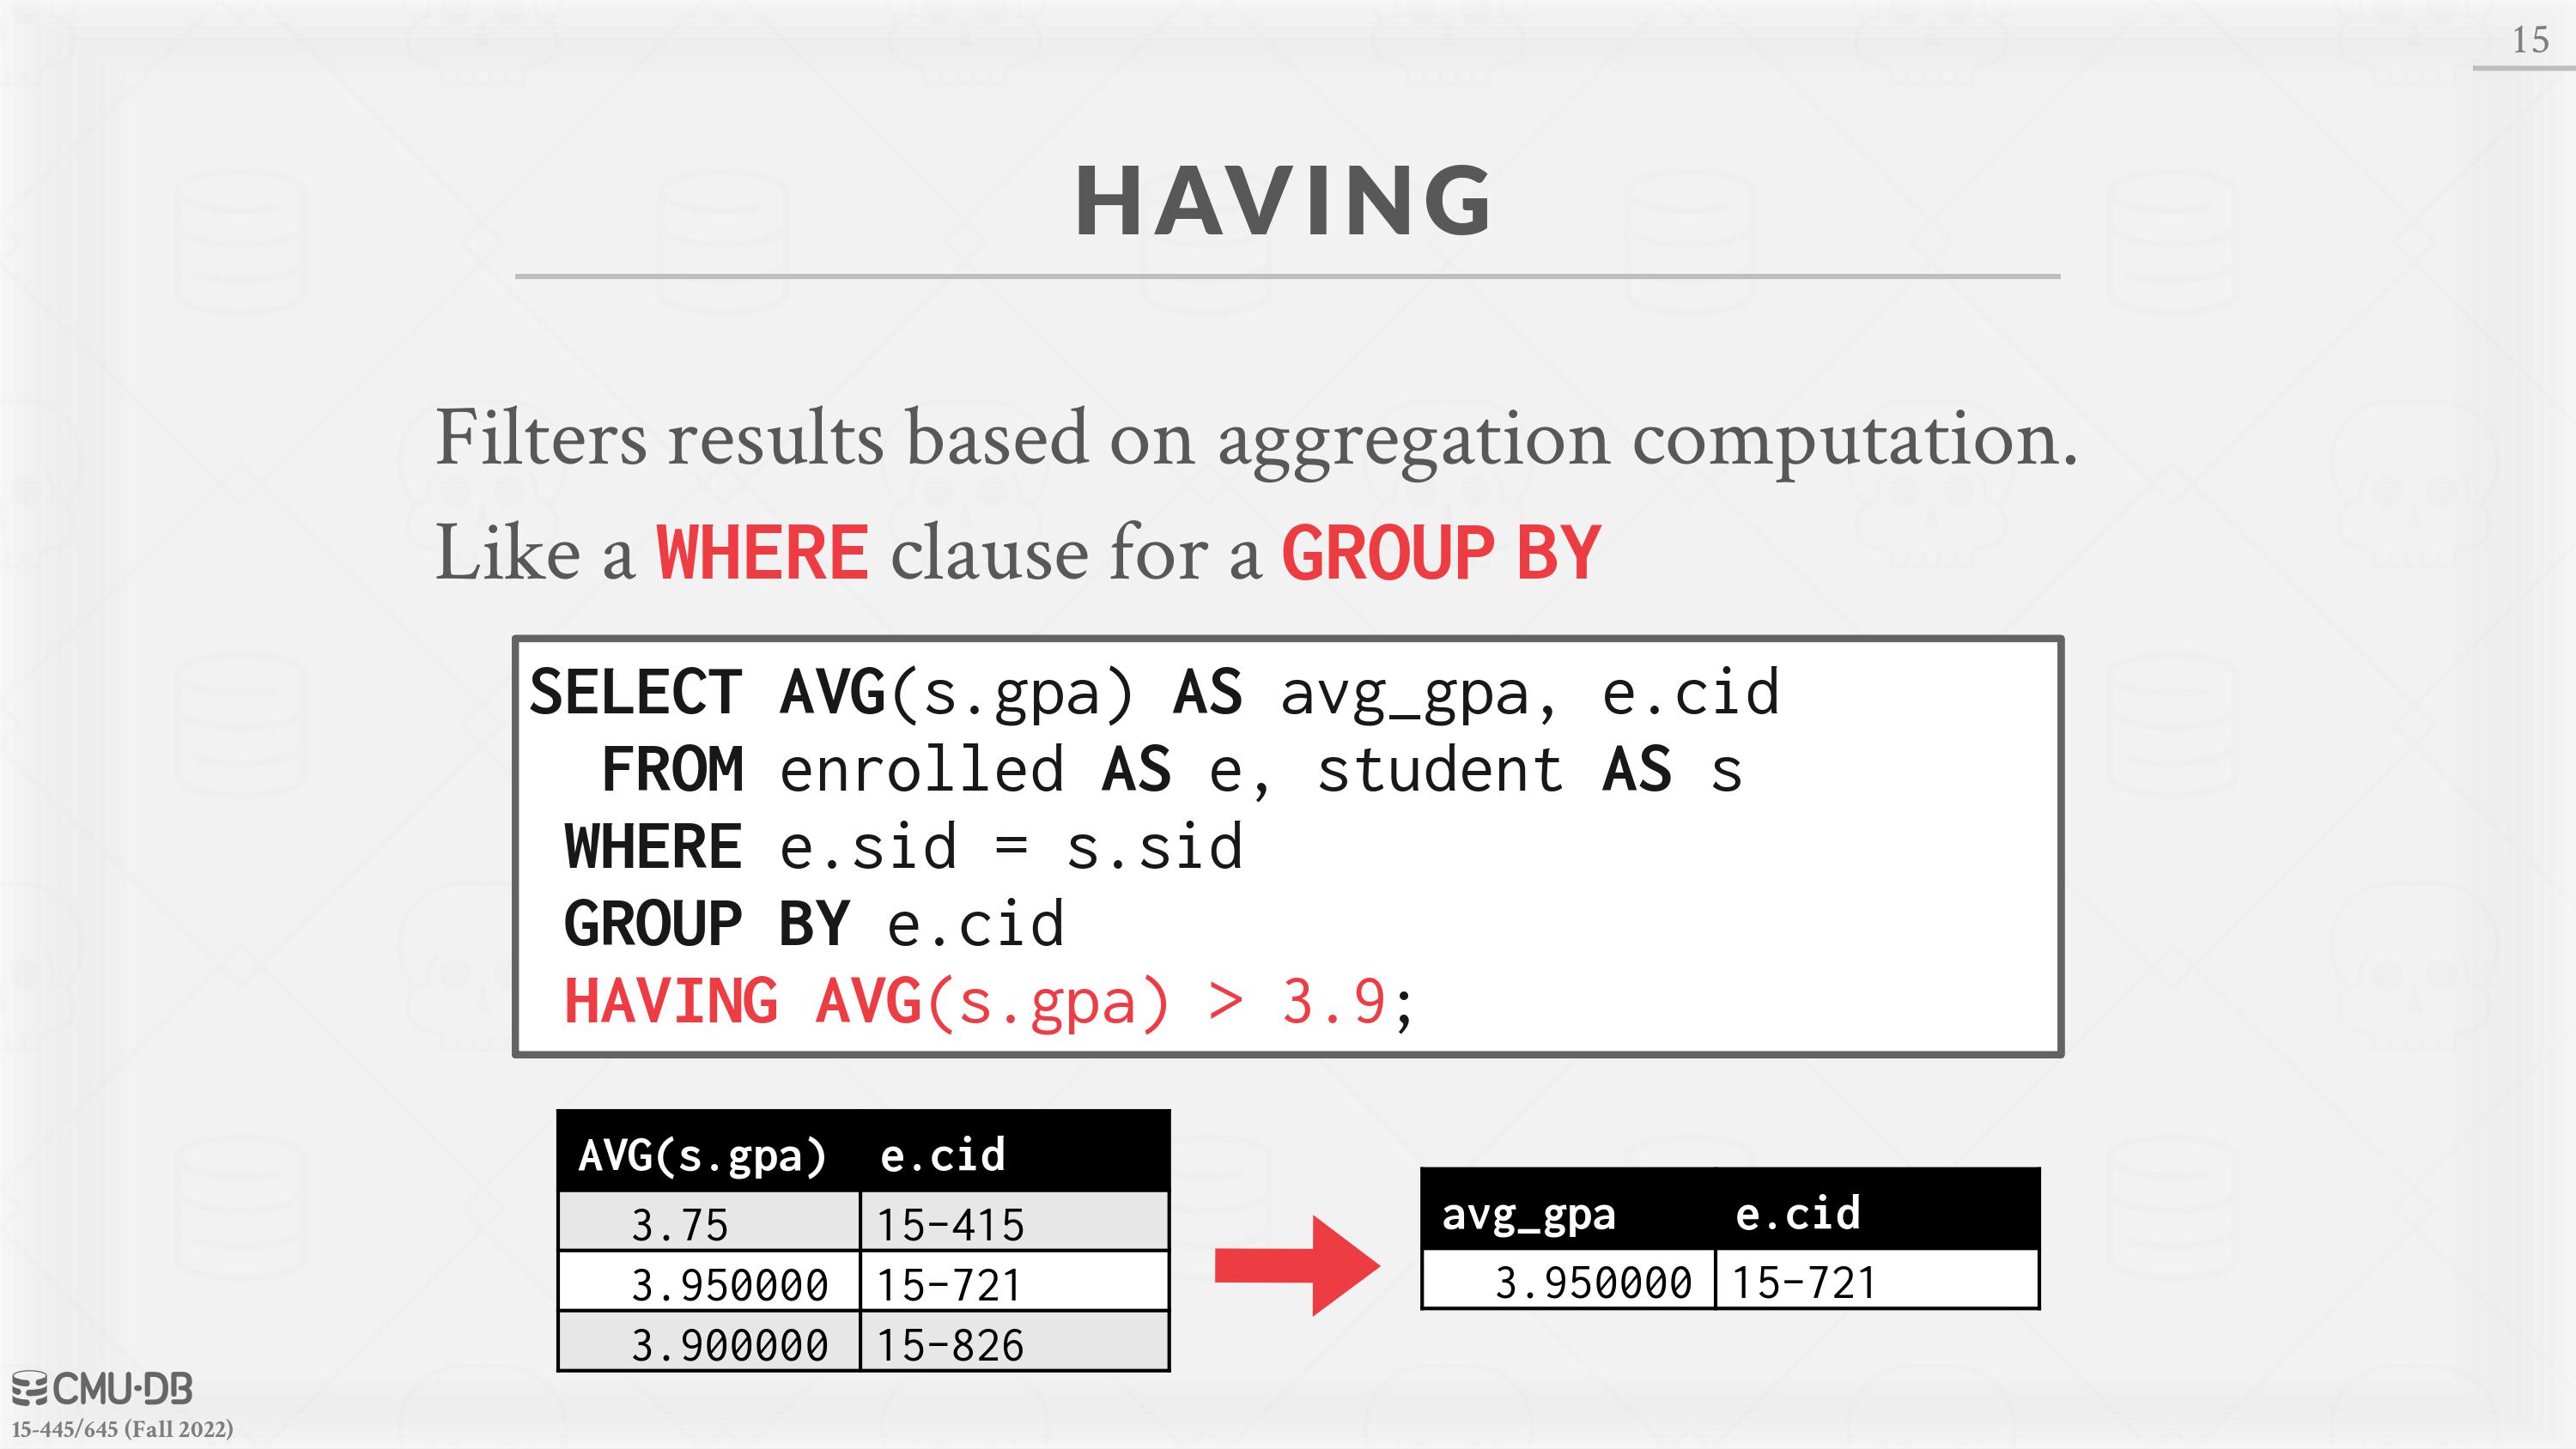 15
HAVING
Filters results based on aggregation computation.
Like a WHERE clause for a GROUP BY
SELECT AVG(s.gpa) AS avg_gpa, e.cid
FROM enrolled AS e, student AS s
WHERE e.sid = s.sid
GROUP BY e.cid
HAVING AVG(s.gpa) > 3.9;
AVG(s.gpa) e.cid
3.75 15-415
3.950000 15-721
3.900000 15-826
avg_gpa e.cid
3.950000 15-721
CMU·DB
15-445/645 (Fall 2022)